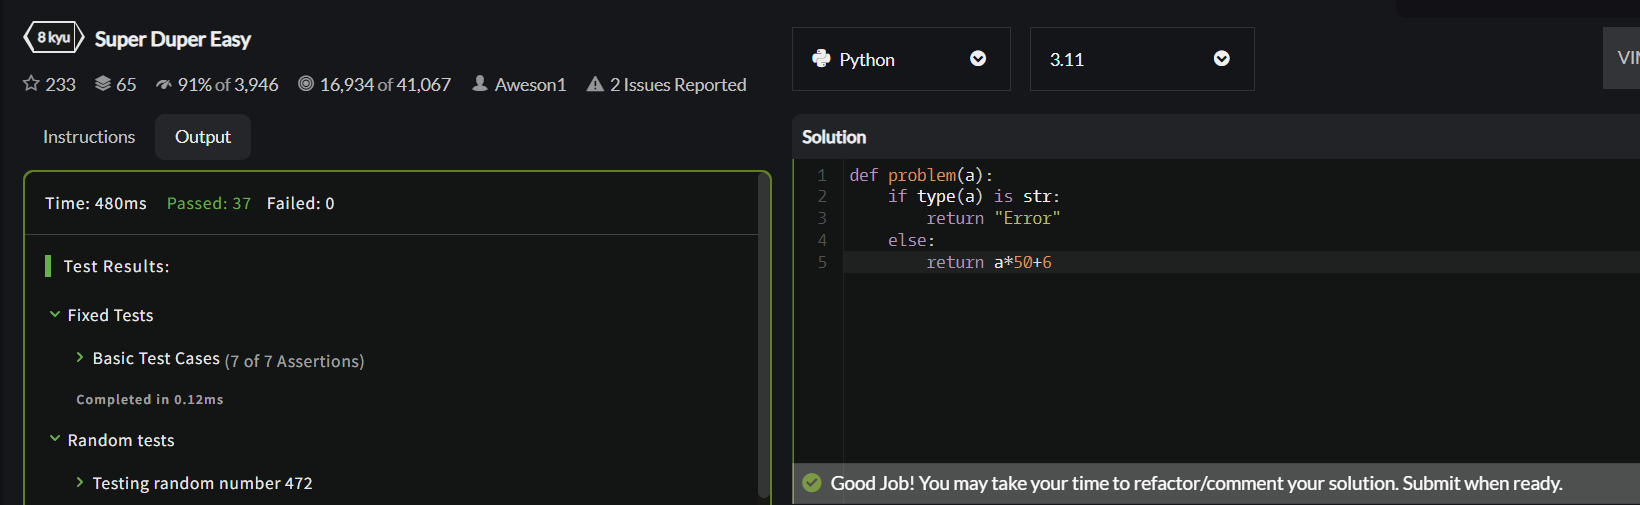 8 kyu Super Duper Easy
233 65 91% of 3,946 16,934 of 41,067 Aweson1 2 Issues Reported
Instructions Output
Time: 480ms Passed: 37 Failed: 0
Test Results:
Fixed Tests
Basic Test Cases (7 of 7 Assertions)
Completed in 0.12ms
Random tests
Testing random number 472
Python 3.11
Solution
1 def problem(a):
2 if type(a) is str:
3 return "Error"
4 else:
5 return a*50+6
Good Job! You may take your time to refactor/comment your solution. Submit when ready.